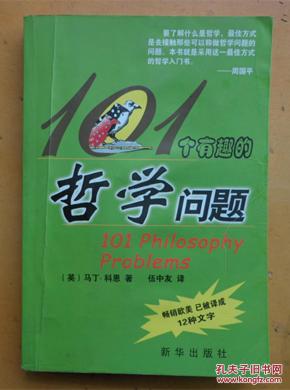 要了解什么是哲学，最佳方式
是去接触那些可以称做哲学问题的
问题。本书就是采用这一最佳方式
的哲学入门书。
——周国平
101
个有趣的
哲学问题
101 Philosophy
Problems
（英）马丁·科恩 著 伍中友 译
畅销欧美 已被译成
12种文字
新华出版社